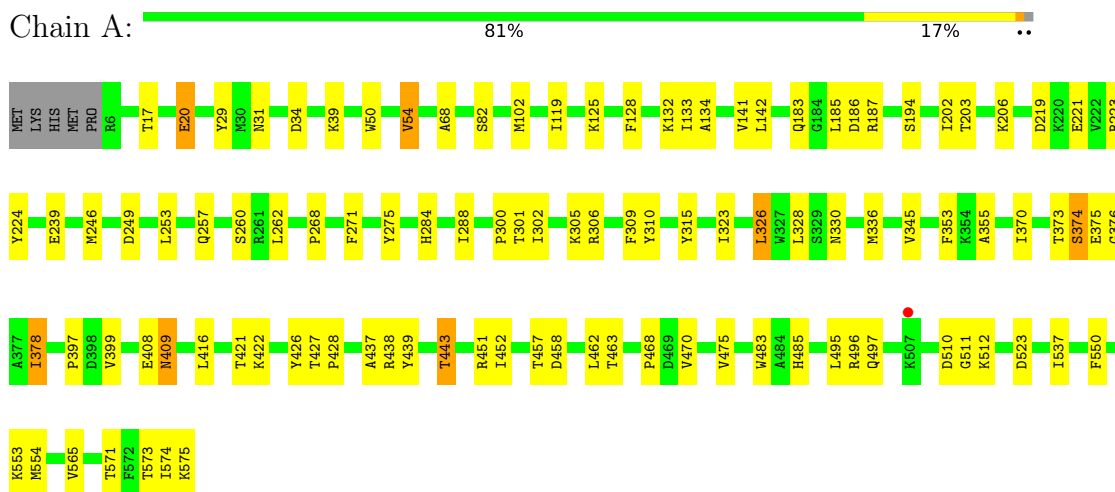 Chain A:
81% 17% ••
MET LYS HIS MET PRO R6 T17 E20 Y29 M30 N31 D34 K39 W50 V54 A68 S82 M102 I119 K125 F128 K132 I133 A134 V141 L142 Q183 G184 L185 D186 R187 S194 I202 T203 K206 D219 K220 E221 V222 P223
Y224 E239 M246 D249 L253 Q257 S260 R261 L262 P268 F271 Y275 H284 I288 P300 T301 I302 K305 R306 F309 Y310 Y315 I323 L326 W327 L328 S329 N330 M336 V345 F353 K354 A355 I370 T373 S374 E375 G376
A377 I378 P397 D398 V399 E408 N409 L416 T421 K422 Y426 T427 P428 A437 R438 Y439 T443 R451 I452 T457 D458 L462 T463 P468 D469 V470 V475 W483 A484 H485 L495 R496 Q497 K507 D510 G511 K512 D523 I537 F550
K553 M554 V565 T571 F572 T573 I574 K575